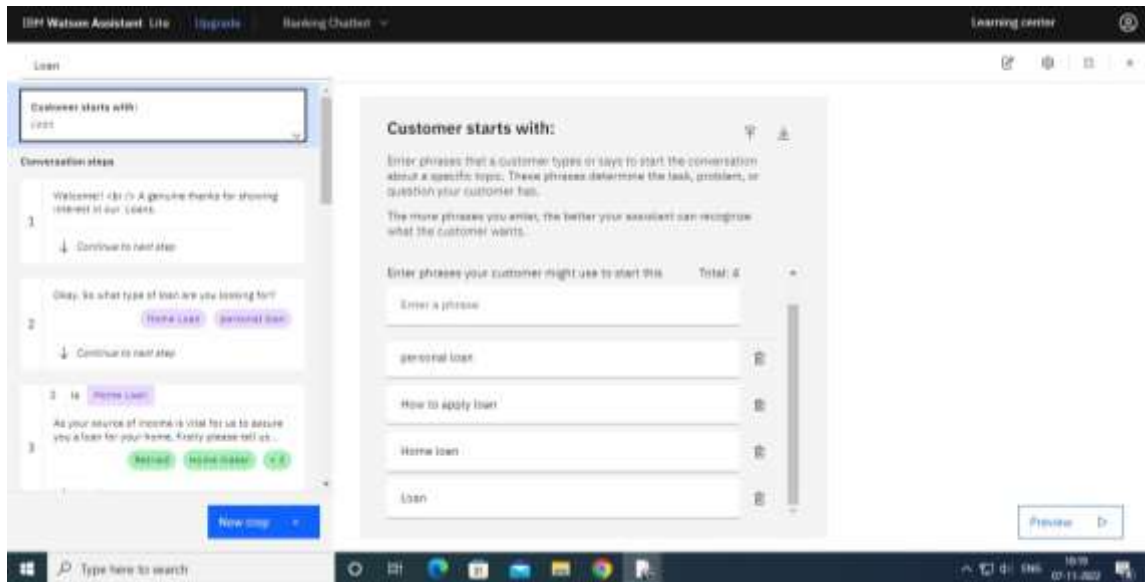 IBM Watson Assistant Lite Upgrade Banking Chatbot Learning center
Loan
Customer starts with:
Loan
Conversation steps
1
Welcome!! <br /> A genuine thanks for showing
interest in our Loans.
Continue to next step
2
Okay. So what type of loan are you looking for?
Home Loan personal loan
Continue to next step
3
2 is Home Loan
As your source of income is vital for us to assure
you a loan for your home. Firstly please tell us...
Retired Home maker
New step +
Customer starts with:
Enter phrases that a customer types or says to start the conversation
about a specific topic. These phrases determine the task, problem, or
question your customer has.
The more phrases you enter, the better your assistant can recognize
what the customer wants.
Enter phrases your customer might use to start this Total: 4
Enter a phrase
personal loan
How to apply loan
Home loan
Loan
Preview
Type here to search
ENG
07-11-2022